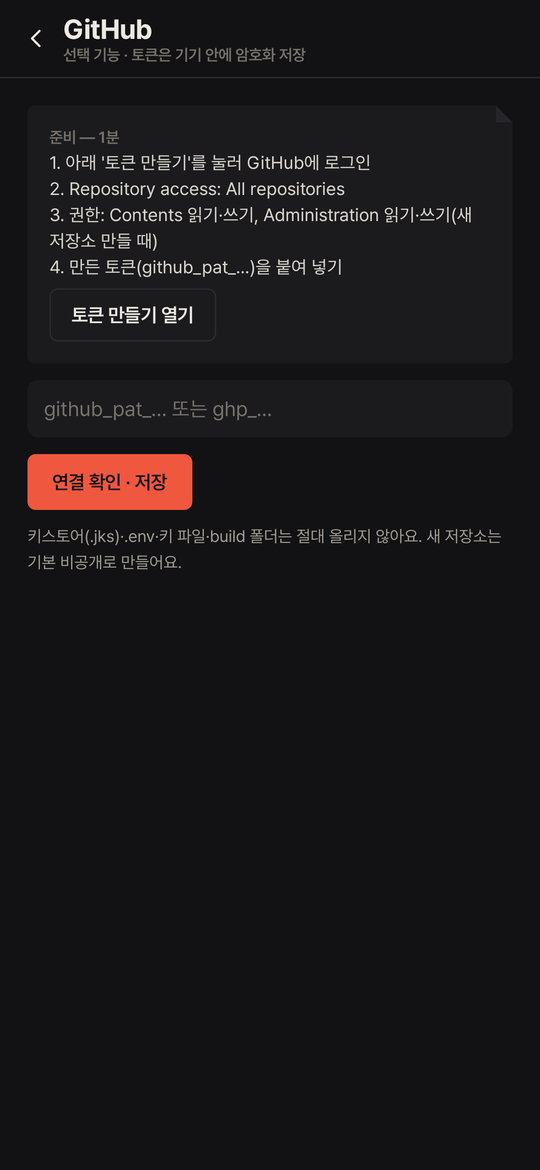 GitHub
선택 기능 · 토큰은 기기 안에 암호화 저장
준비 — 1분
1. 아래 '토큰 만들기'를 눌러 GitHub에 로그인
2. Repository access: All repositories
3. 권한: Contents 읽기·쓰기, Administration 읽기·쓰기(새
저장소 만들 때)
4. 만든 토큰(github_pat_…)을 붙여 넣기
토큰 만들기 열기
github_pat_… 또는 ghp_…
연결 확인 · 저장
키스토어(.jks)·.env·키 파일·build 폴더는 절대 올리지 않아요. 새 저장소는
기본 비공개로 만들어요.